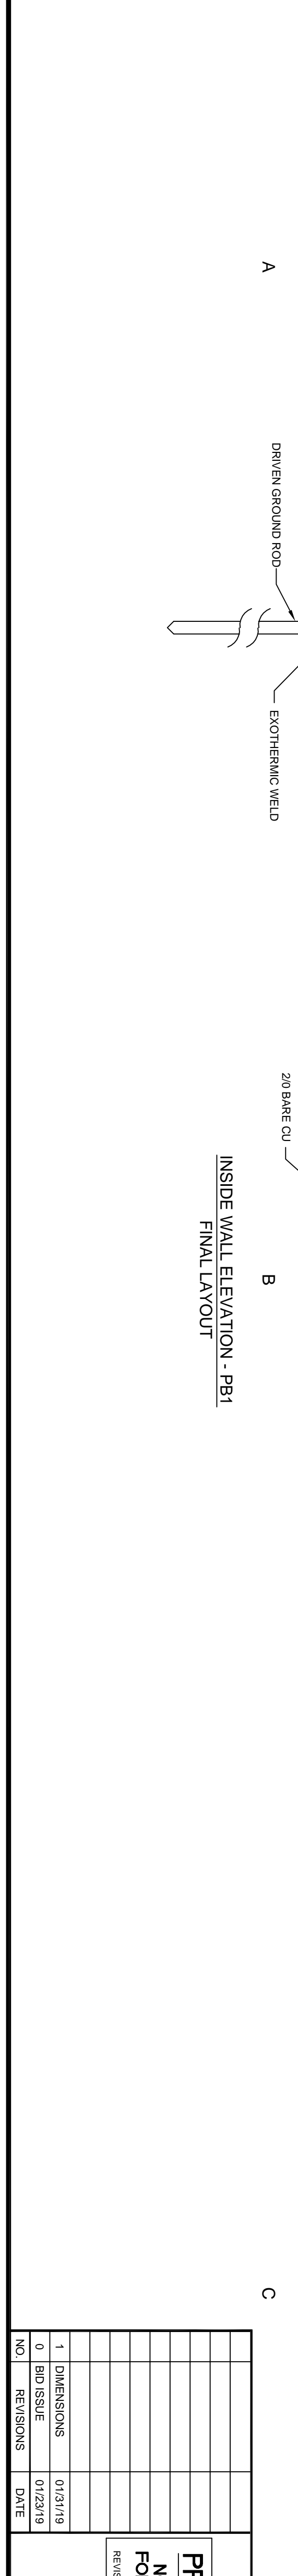 A
DRIVEN GROUND ROD
EXOTHERMIC WELD
2/0 BARE CU
B
INSIDE WALL ELEVATION - PB1
FINAL LAYOUT
C
1 DIMENSIONS 01/31/19
0 BID ISSUE 01/23/19
NO. REVISIONS DATE